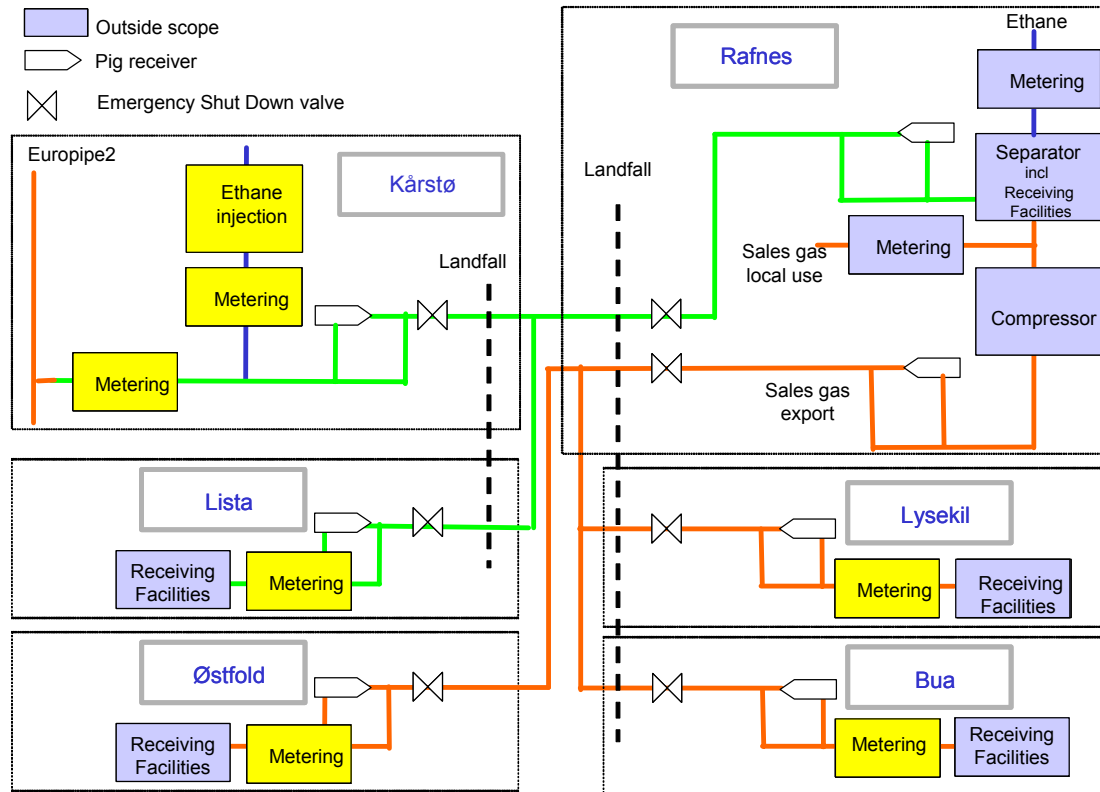 Outside scope
Pig receiver
Emergency Shut Down valve
Europipe2
Kårstø
Ethane
injection
Metering
Landfall
Metering
Ethane
Rafnes
Metering
Landfall
Separator
incl
Receiving
Facilities
Metering
Sales gas
local use
Compressor
Sales gas
export
Lista
Receiving
Facilities
Metering
Lysekil
Metering
Receiving
Facilities
Østfold
Receiving
Facilities
Metering
Bua
Metering
Receiving
Facilities